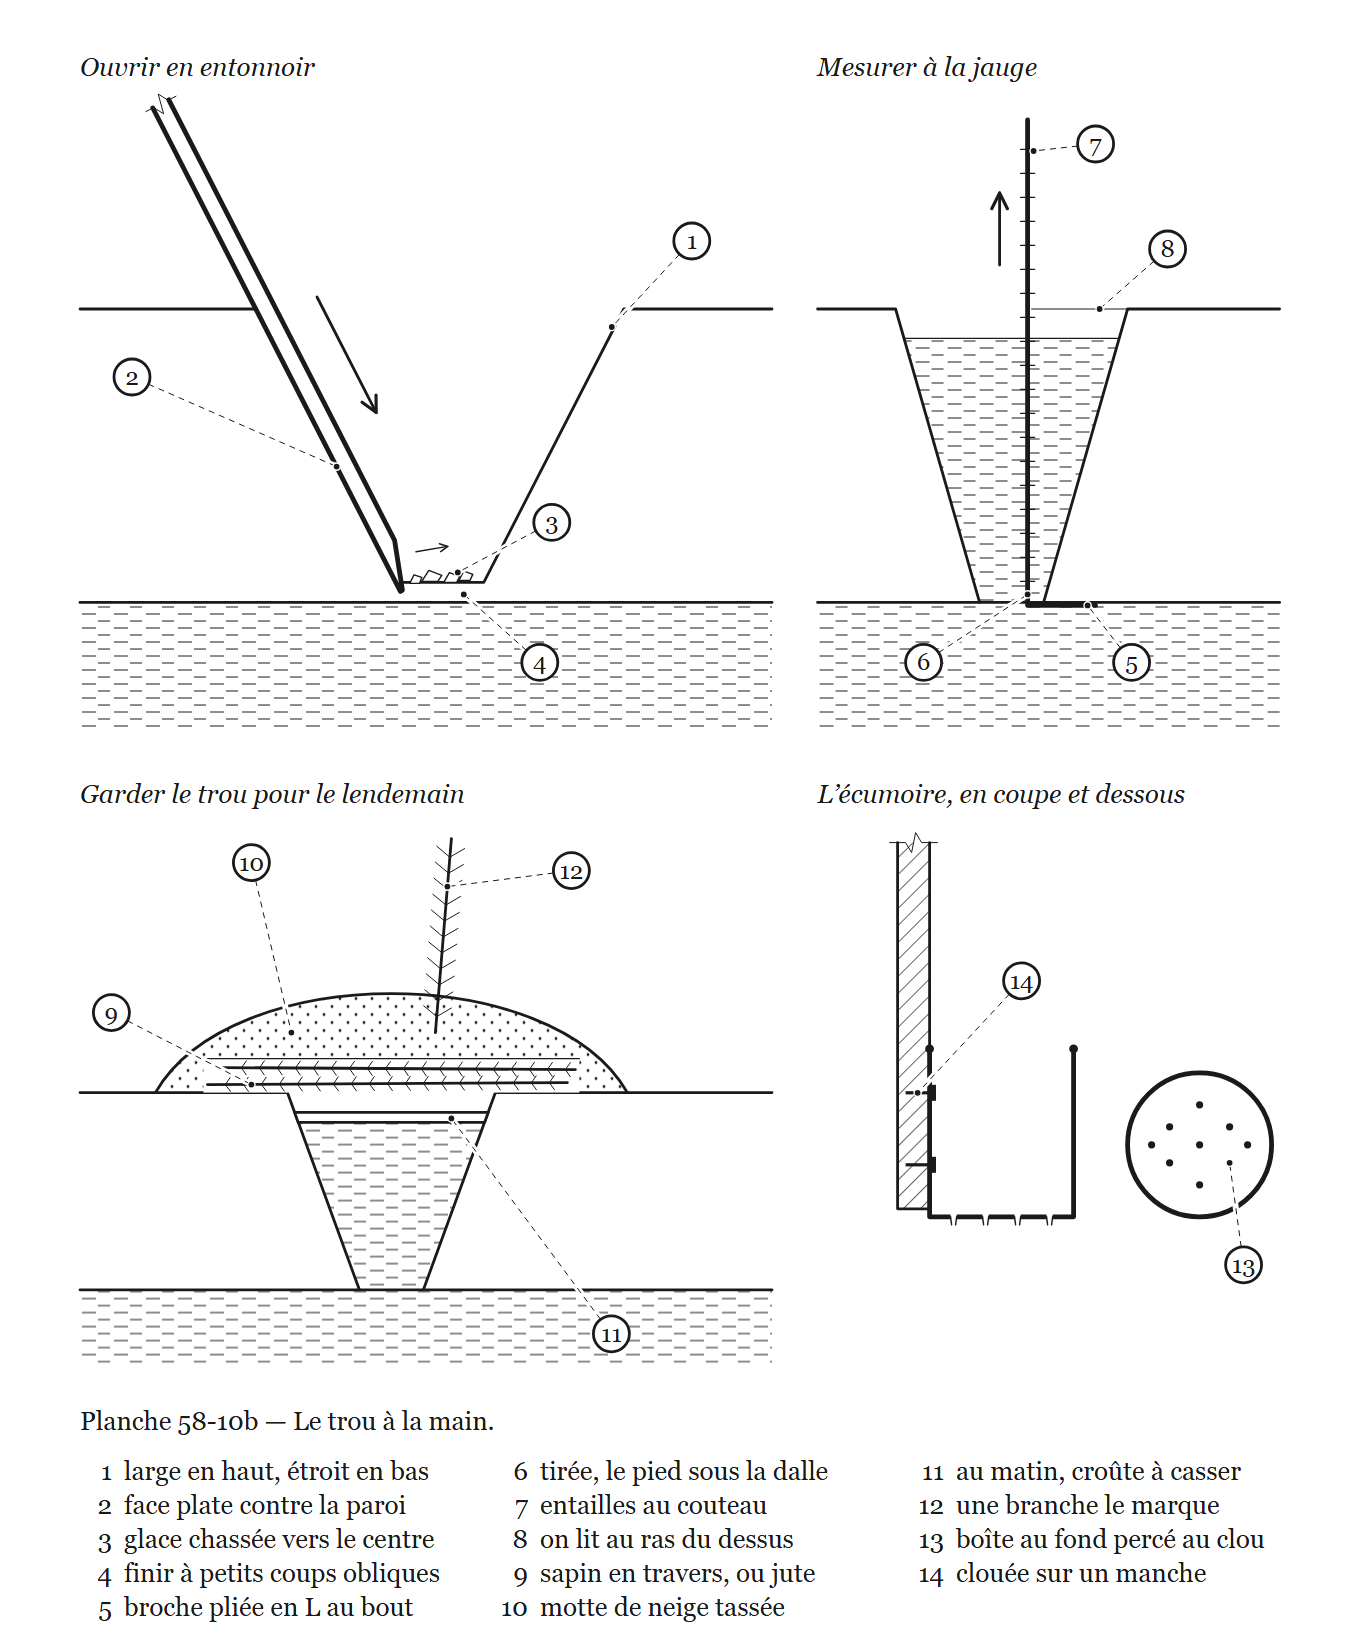 Ouvrir en entonnoir
Mesurer à la jauge
1
2
3
4
7
8
6
5
Garder le trou pour le lendemain
L’écumoire, en coupe et dessous
10
12
9
11
14
13
Planche 58-10b — Le trou à la main.
1 large en haut, étroit en bas
2 face plate contre la paroi
3 glace chassée vers le centre
4 finir à petits coups obliques
5 broche pliée en L au bout
6 tirée, le pied sous la dalle
7 entailles au couteau
8 on lit au ras du dessus
9 sapin en travers, ou jute
10 motte de neige tassée
11 au matin, croûte à casser
12 une branche le marque
13 boîte au fond percé au clou
14 clouée sur un manche